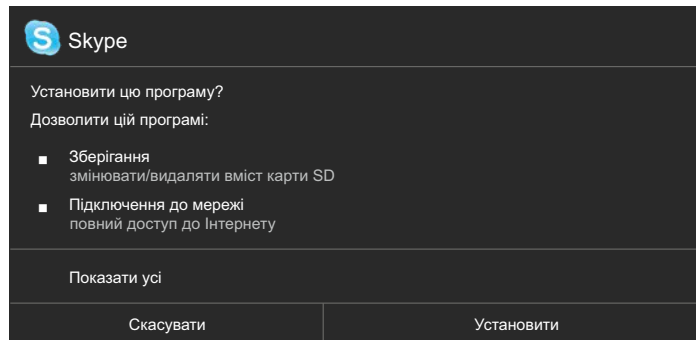 Skype
Установити цю програму?
Дозволити цій програмі:
Зберігання
змінювати/видаляти вміст карти SD
Підключення до мережі
повний доступ до Інтернету
Показати усі
Скасувати
Установити